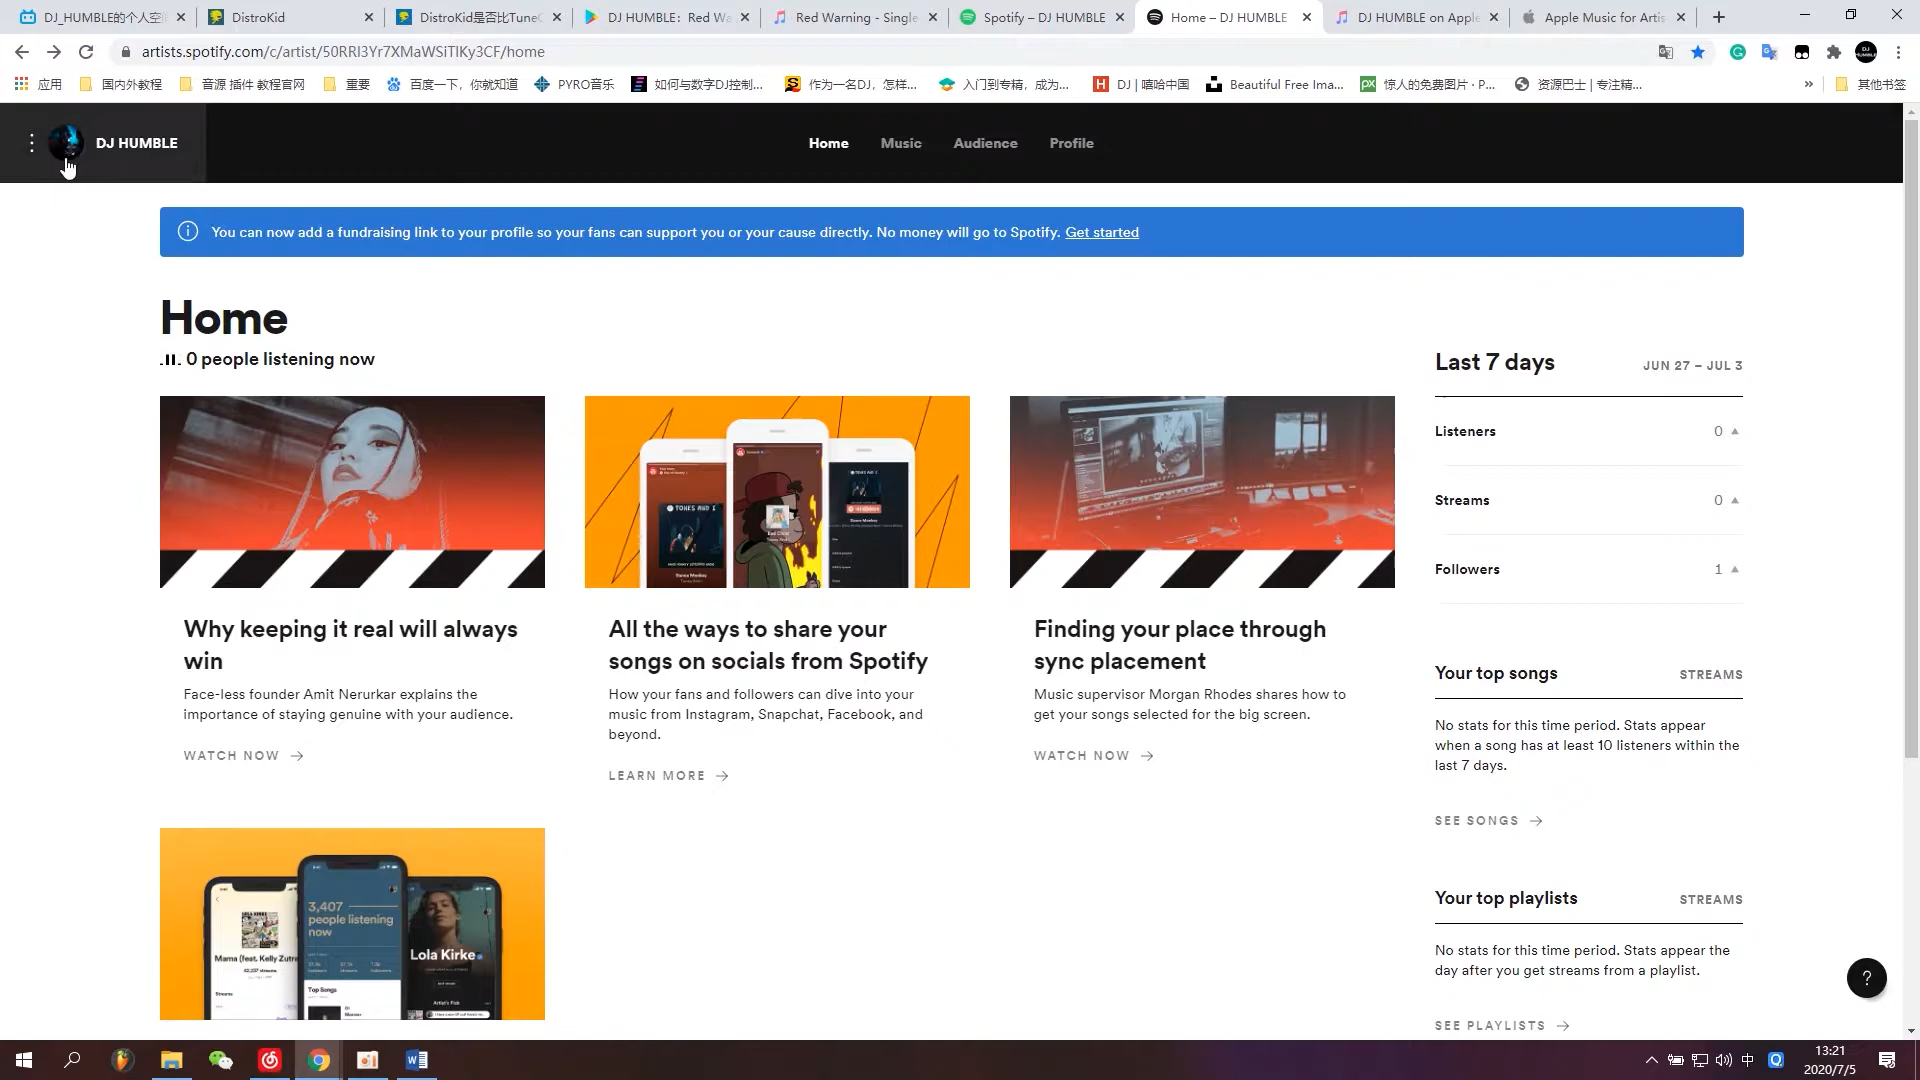 DJ_HUMBLE的个人空间
DistroKid
DistroKid是否比TuneC
DJ HUMBLE: Red Wa
Red Warning - Single
Spotify – DJ HUMBLE
Home – DJ HUMBLE
DJ HUMBLE on Apple
Apple Music for Artis
artists.spotify.com/c/artist/50RRl3Yr7XMaWSiTlKy3CF/home
应用
国内外教程
音源 插件 教程官网
重要
百度一下，你就知道
PYRO音乐
如何与数字DJ控制...
作为一名DJ，怎样...
入门到专精，成为...
DJ | 嘻哈中国
Beautiful Free Ima...
惊人的免费图片 · P...
资源巴士 | 专注精...
»
其他书签
DJ HUMBLE
Home
Music
Audience
Profile
You can now add a fundraising link to your profile so your fans can support you or your cause directly. No money will go to Spotify. Get started
Home
0 people listening now
Last 7 days
JUN 27 – JUL 3
Listeners 0
Streams 0
Followers 1
TONES AND I
Dance Monkey
Why keeping it real will always
win
Face-less founder Amit Nerurkar explains the
importance of staying genuine with your audience.
WATCH NOW
All the ways to share your
songs on socials from Spotify
How your fans and followers can dive into your
music from Instagram, Snapchat, Facebook, and
beyond.
LEARN MORE
Finding your place through
sync placement
Music supervisor Morgan Rhodes shares how to
get your songs selected for the big screen.
WATCH NOW
Your top songs
STREAMS
No stats for this time period. Stats appear
when a song has at least 10 listeners within the
last 7 days.
SEE SONGS
Your top playlists
STREAMS
No stats for this time period. Stats appear the
day after you get streams from a playlist.
SEE PLAYLISTS
3,407
people listening
now
Mama (feat. Kelly Zutra
Streams
Top Songs
Lola Kirke
Artist's Pick
?
中
13:21
2020/7/5